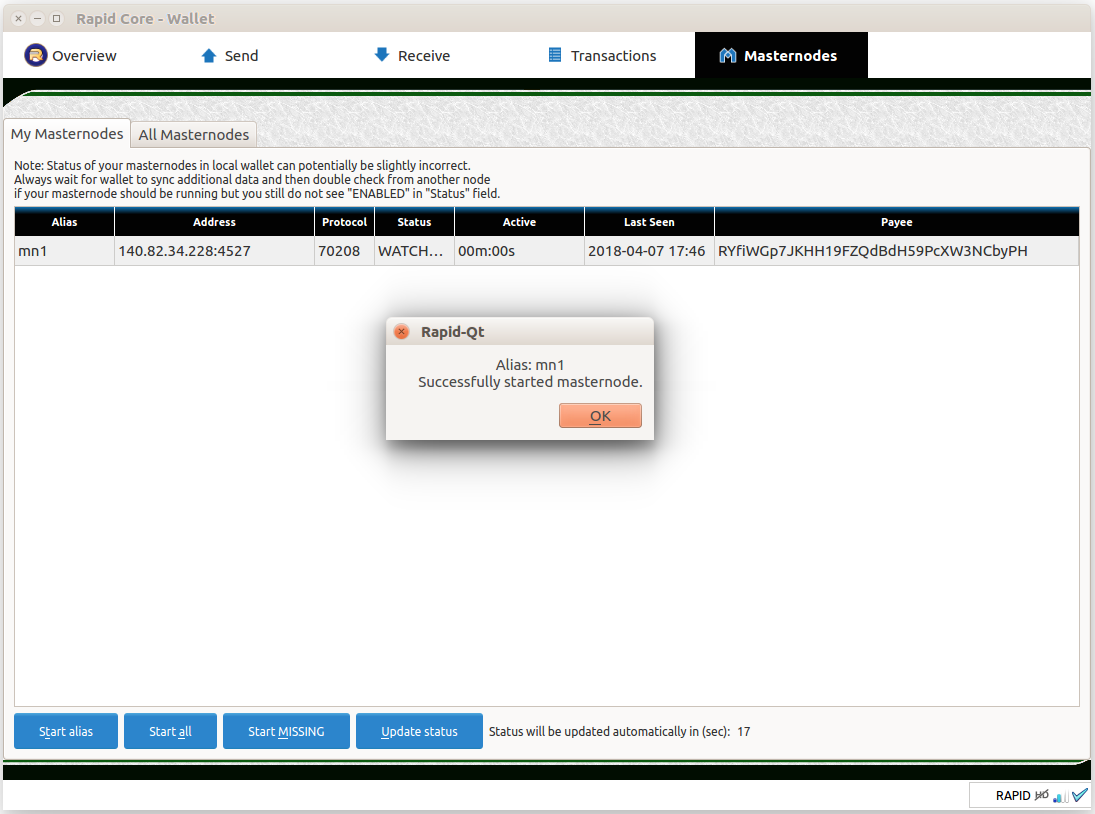 Rapid Core - Wallet
Overview
Send
Receive
Transactions
Masternodes
My Masternodes
All Masternodes
Note: Status of your masternodes in local wallet can potentially be slightly incorrect.
Always wait for wallet to sync additional data and then double check from another node
if your masternode should be running but you still do not see "ENABLED" in "Status" field.
Alias Address Protocol Status Active Last Seen Payee
mn1 140.82.34.228:4527 70208 WATCH... 00m:00s 2018-04-07 17:46 RYfiWGp7JKHH19FZQdBdH59PcXW3NCbyPH
Rapid-Qt
Alias: mn1
Successfully started masternode.
OK
Start alias
Start all
Start MISSING
Update status
Status will be updated automatically in (sec): 17
RAPID HD